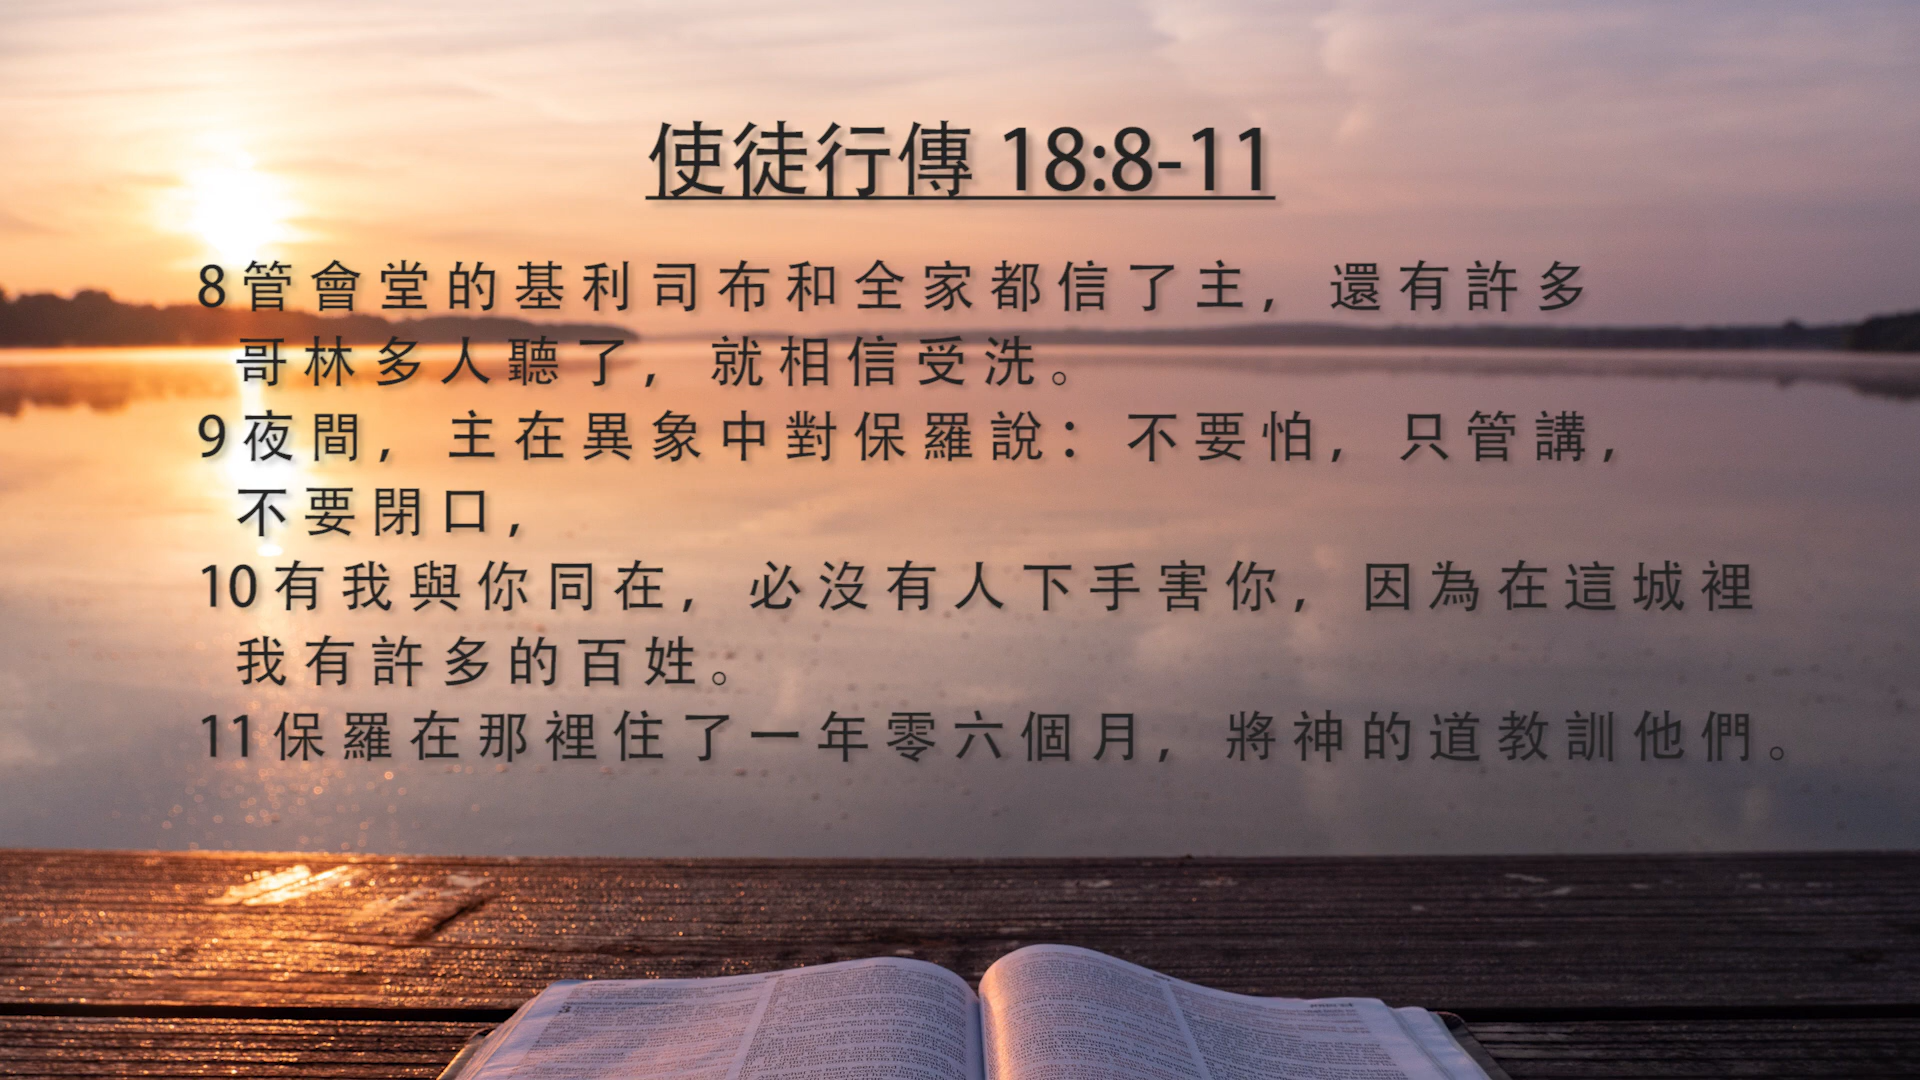 使徒行傳 18:8-11
8管會堂的基利司布和全家都信了主，還有許多
哥林多人聽了，就相信受洗。
9夜間，主在異象中對保羅說：不要怕，只管講，
不要閉口，
10有我與你同在，必沒有人下手害你，因為在這城裡
我有許多的百姓。
11保羅在那裡住了一年零六個月，將神的道教訓他們。